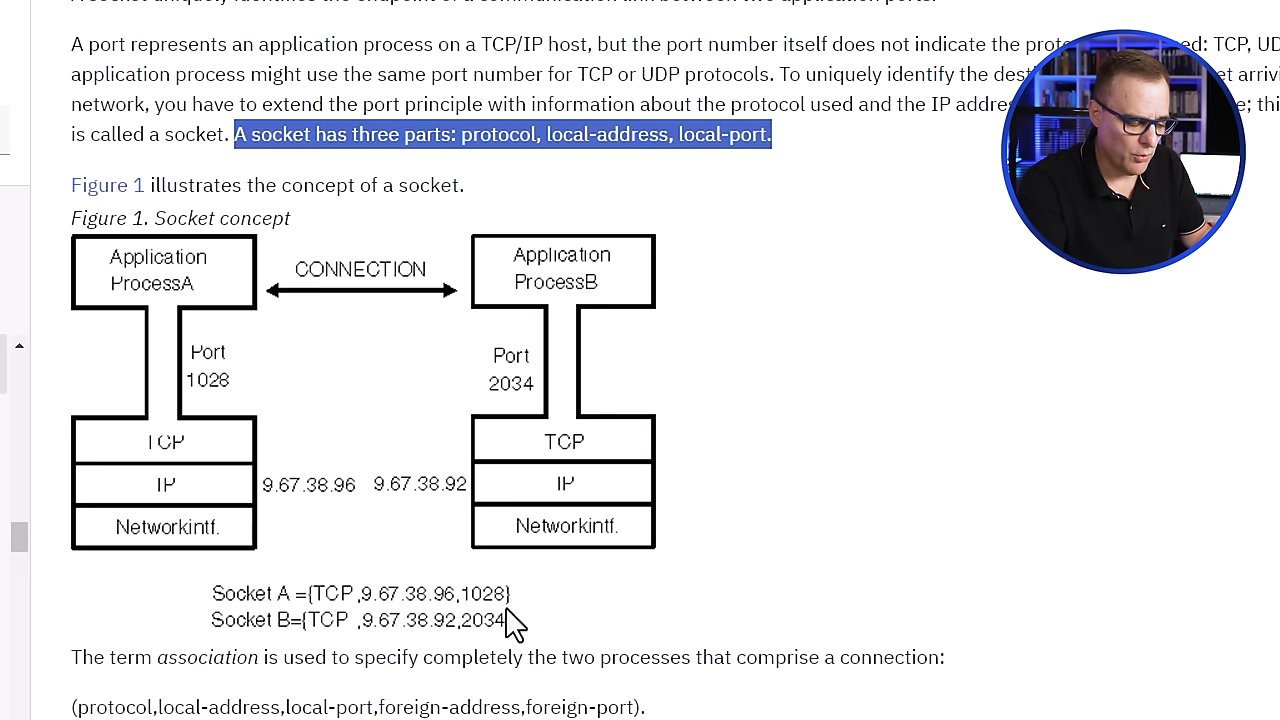 A port represents an application process on a TCP/IP host, but the port number itself does not indicate the ed: TCP,
application process might use the same port number for TCP or UDP protocols. To uniquely identify the
network, you have to extend the port principle with information about the protocol used and the IP
is called a socket. A socket has three parts: protocol, local-address, local-port.
Figure 1 illustrates the concept of a socket.
Figure 1. Socket concept
Application
ProcessA
CONNECTION
Application
ProcessB
Port
1028
Port
2034
TCP
TCP
IP
9.67.38.96
9.67.38.92
IP
Networkintf.
Networkintf.
Socket A ={TCP ,9.67.38.96,1028}
Socket B={TCP ,9.67.38.92,2034
The term association is used to specify completely the two processes that comprise a connection:
(protocol,local-address,local-port,foreign-address,foreign-port).